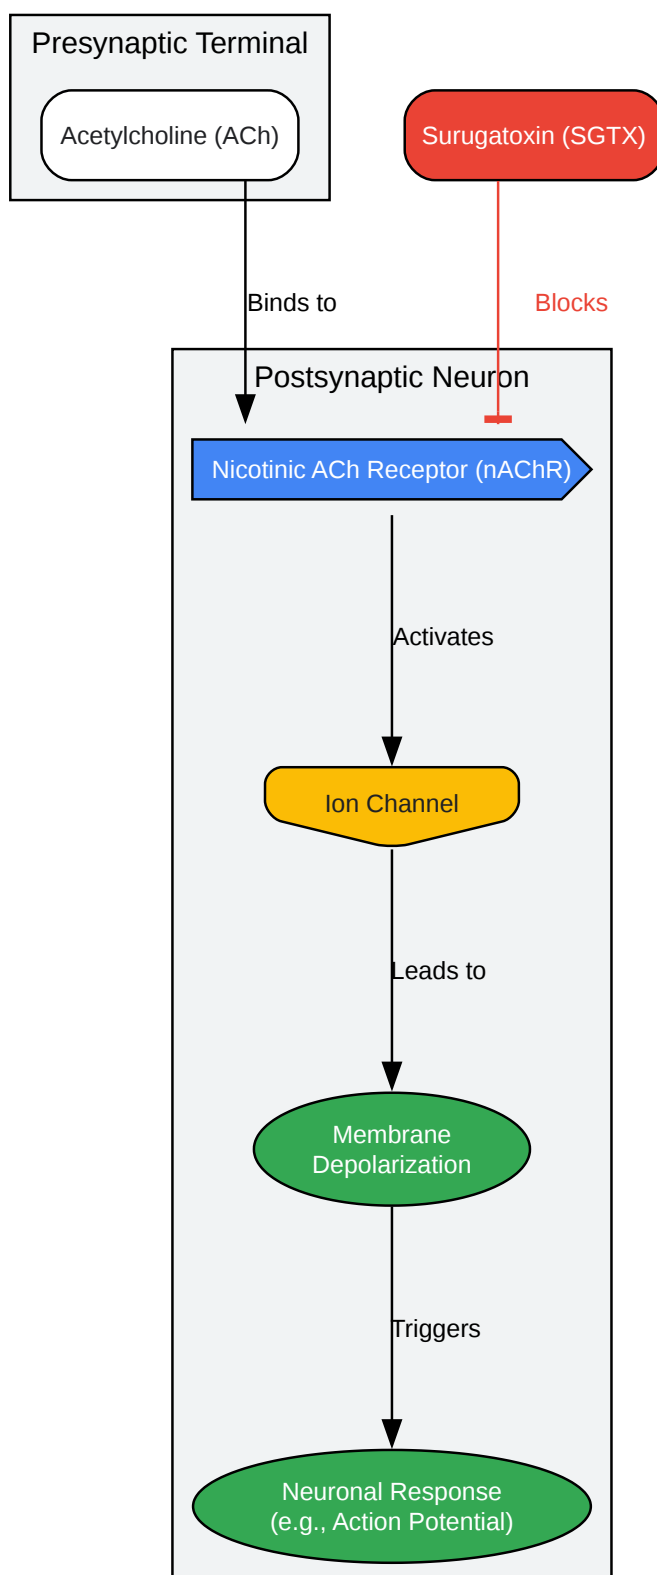 Presynaptic Terminal
Acetylcholine (ACh)
Surugatoxin (SGTX)
Binds to
Blocks
Postsynaptic Neuron
Nicotinic ACh Receptor (nAChR)
Activates
Ion Channel
Leads to
Membrane
Depolarization
Triggers
Neuronal Response
(e.g., Action Potential)